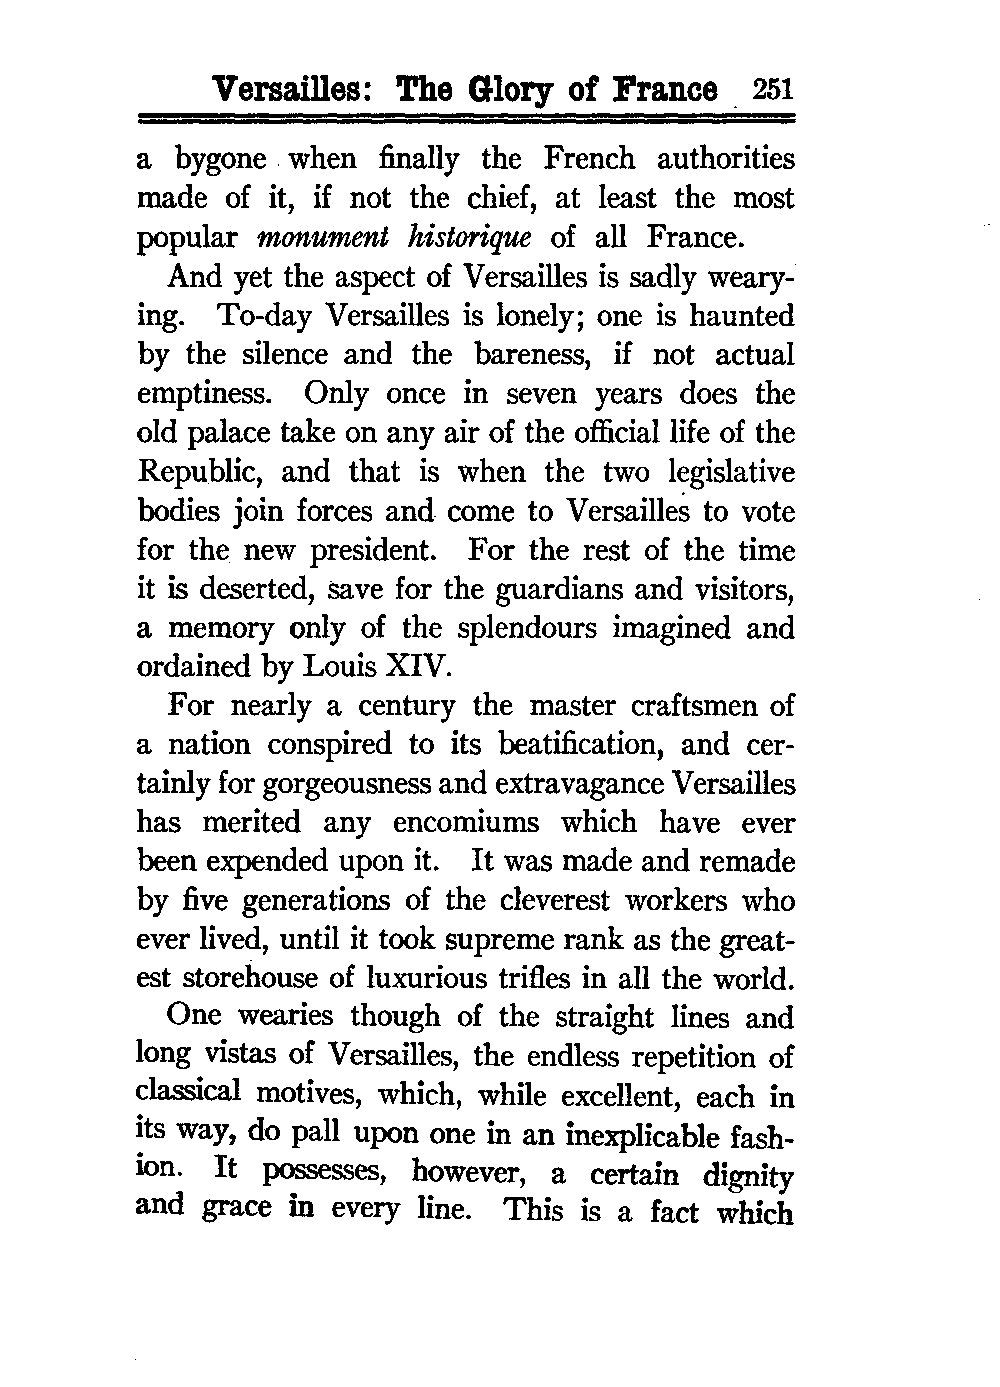 Versailles: The Glory of France 251
a bygone when finally the French authorities
made of it, if not the chief, at least the most
popular monument historique of all France.
And yet the aspect of Versailles is sadly weary-
ing. To-day Versailles is lonely; one is haunted
by the silence and the bareness, if not actual
emptiness. Only once in seven years does the
old palace take on any air of the official life of the
Republic, and that is when the two legislative
bodies join forces and come to Versailles to vote
for the new president. For the rest of the time
it is deserted, save for the guardians and visitors,
a memory only of the splendours imagined and
ordained by Louis XIV.
For nearly a century the master craftsmen of
a nation conspired to its beatification, and cer-
tainly for gorgeousness and extravagance Versailles
has merited any encomiums which have ever
been expended upon it. It was made and remade
by five generations of the cleverest workers who
ever lived, until it took supreme rank as the great-
est storehouse of luxurious trifles in all the world.
One wearies though of the straight lines and
long vistas of Versailles, the endless repetition of
classical motives, which, while excellent, each in
its way, do pall upon one in an inexplicable fash-
ion. It possesses, however, a certain dignity
and grace in every line. This is a fact which